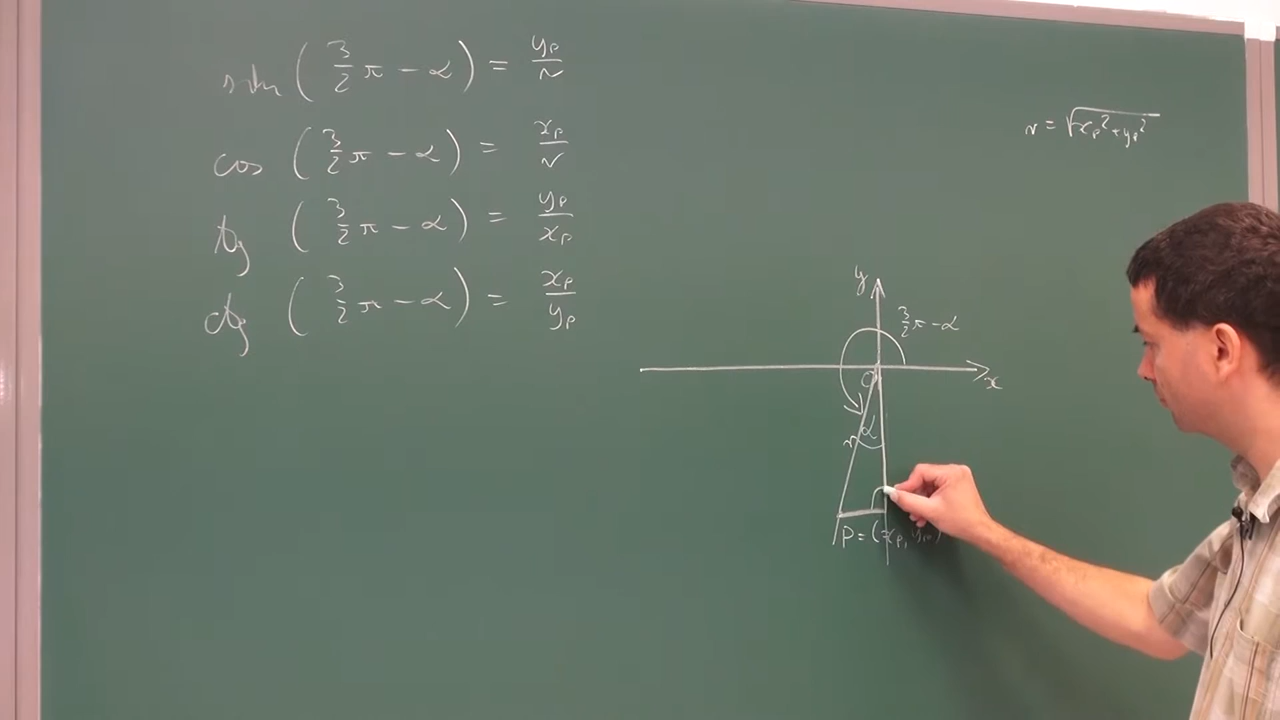 sin ( 3/2 π − α ) = yₚ/r
cos ( 3/2 π − α ) = xₚ/r
tg ( 3/2 π − α ) = yₚ/xₚ
ctg ( 3/2 π − α ) = xₚ/yₚ
r = √(xₚ² + yₚ²)
y
3/2 π − α
O
x
α
r
P = (xₚ, yₚ)